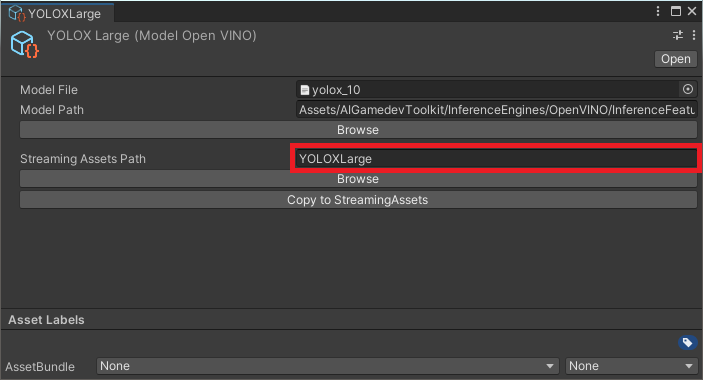 YOLOXLarge
YOLOX Large (Model Open VINO)
Open
Model File yolox_10
Model Path Assets/AIGamedevToolkit/InferenceEngines/OpenVINO/InferenceFeatu
Browse
Streaming Assets Path YOLOXLarge
Browse
Copy to StreamingAssets
Asset Labels
AssetBundle None None